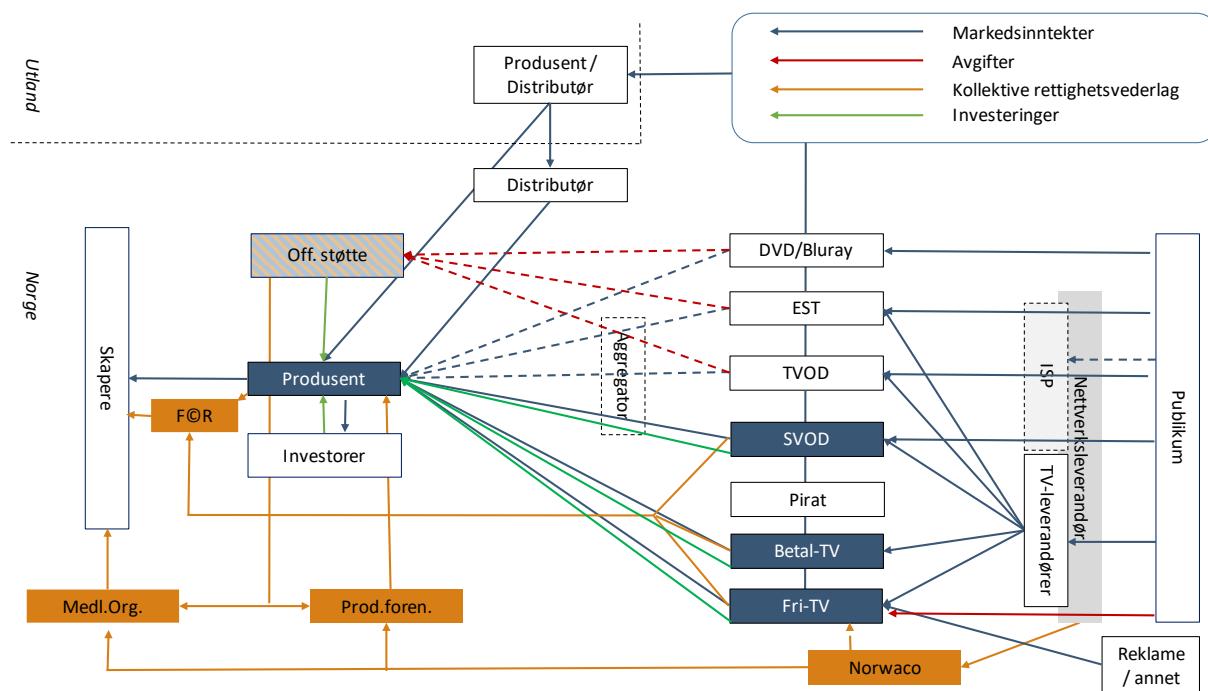 Markedsinntekter
Avgifter
Kollektive rettighetsvederlag
Investeringer
Utland
Produsent /
Distributør
Distributør
Norge
Skapere
Off. støtte
Produsent
F©R
Investorer
Medl.Org.
Prod.foren.
Aggregator
DVD/Bluray
EST
TVOD
SVOD
Pirat
Betal-TV
Fri-TV
Norwaco
ISP
Nettverksleverandør
TV-leverandører
Publikum
Reklame
/ annet